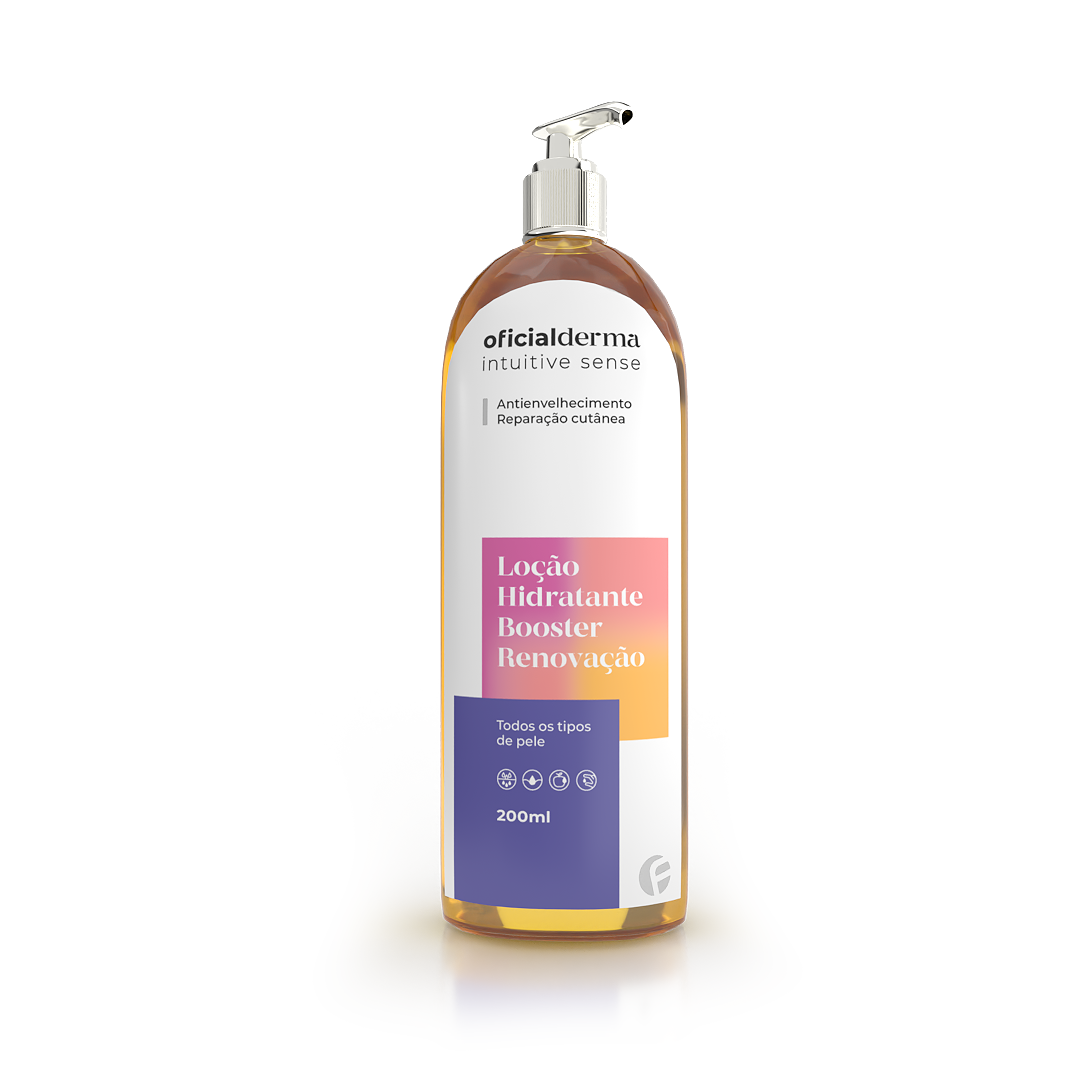 oficialderma
intuitive sense
Antienvelhecimento
Reparação cutânea
Loção
Hidratante
Booster
Renovação
Todos os tipos
de pele
200ml